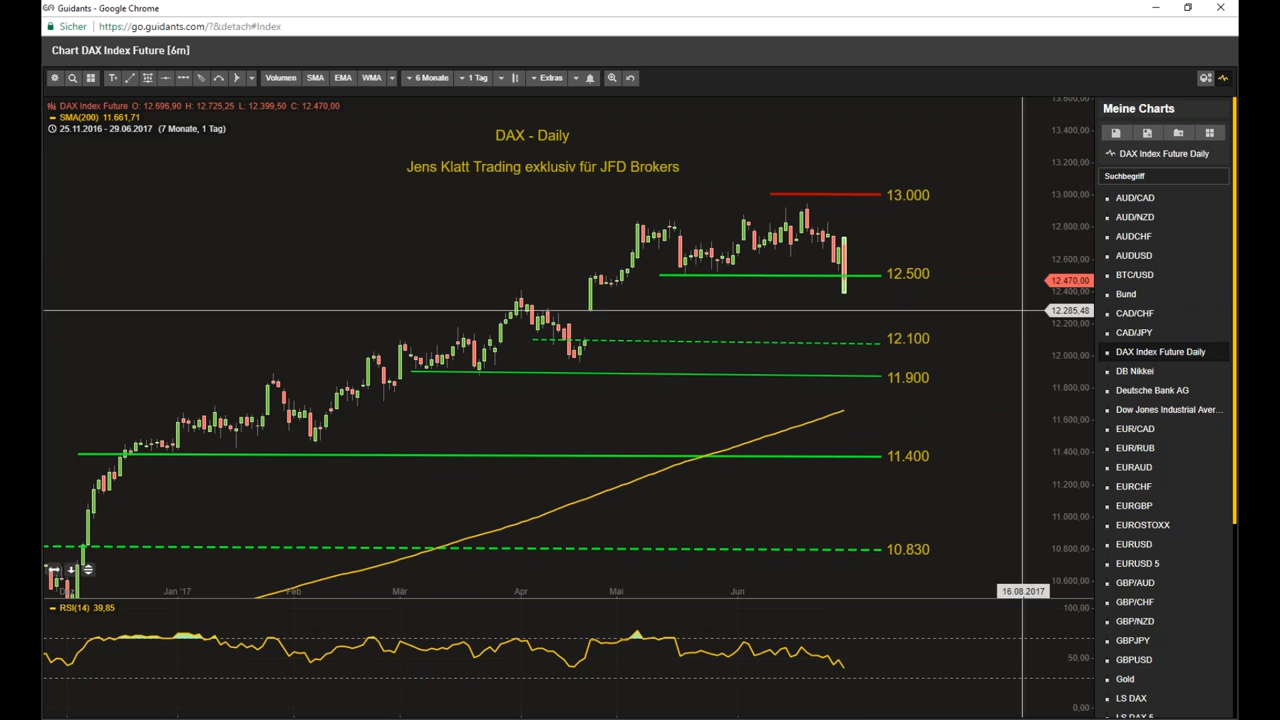 Guidants - Google Chrome
Sicher https://go.guidants.com/?&detach#Index
Chart DAX Index Future [6m]
T+ Volumen SMA EMA WMA 6 Monate 1 Tag Extras
DAX Index Future O: 12.696,90 H: 12.725,25 L: 12.399,50 C: 12.470,00
SMA(200) 11.661,71
25.11.2016 - 29.06.2017 (7 Monate, 1 Tag)
DAX - Daily
Jens Klatt Trading exklusiv für JFD Brokers
13.000
12.500
12.100
11.900
11.400
10.830
13.600,00
13.400,00
13.200,00
13.000,00
12.800,00
12.600,00
12.470,00
12.400,00
12.285,48
12.200,00
12.000,00
11.800,00
11.600,00
11.400,00
11.200,00
11.000,00
10.800,00
10.600,00
Jan '17 Feb Mär Apr Mai Jun 16.08.2017
RSI(14) 39,85
100,00
50,00
0,00
Meine Charts
DAX Index Future Daily
Suchbegriff
AUD/CAD
AUD/NZD
AUDCHF
AUDUSD
BTC/USD
Bund
CAD/CHF
CAD/JPY
DAX Index Future Daily
DB Nikkei
Deutsche Bank AG
Dow Jones Industrial Aver...
EUR/CAD
EUR/RUB
EURAUD
EURCHF
EURGBP
EUROSTOXX
EURUSD
EURUSD 5
GBP/AUD
GBP/CHF
GBP/NZD
GBPJPY
GBPUSD
Gold
LS DAX
LS DAX 5